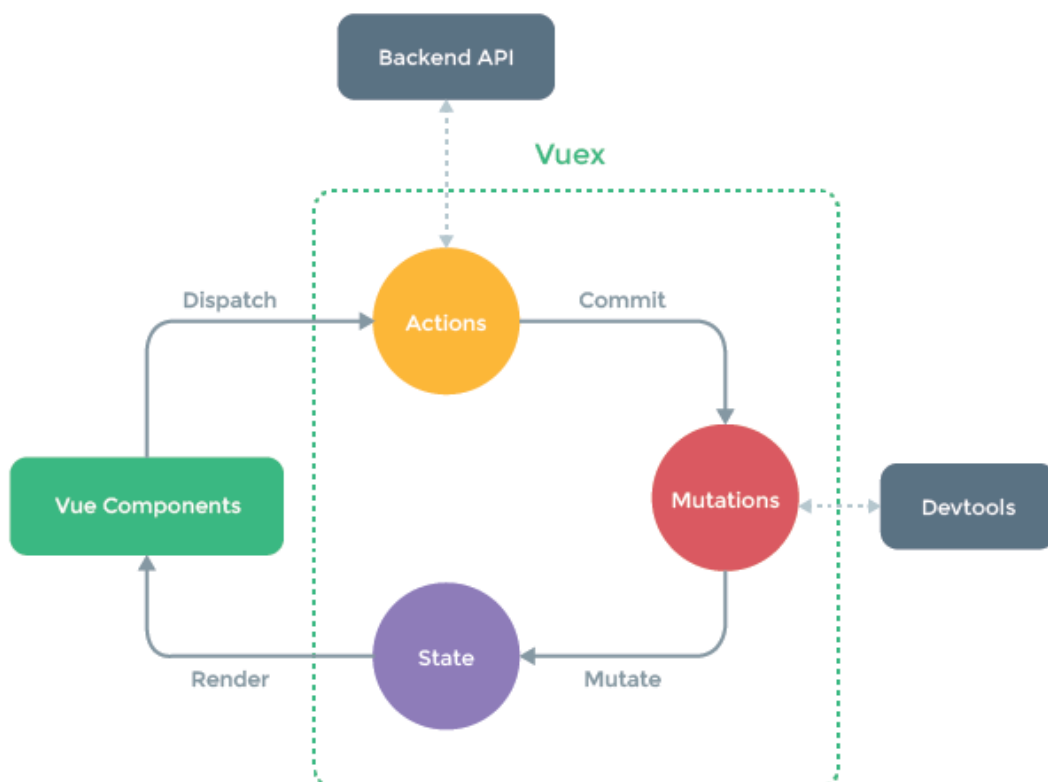 Backend API
Vuex
Dispatch
Commit
Actions
Vue Components
Mutations
Devtools
State
Render
Mutate